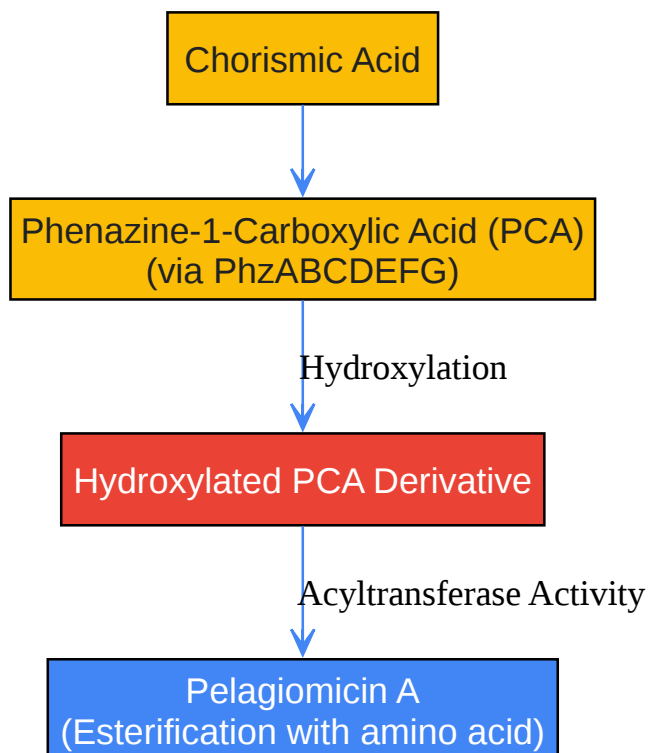 Chorismic Acid
Phenazine-1-Carboxylic Acid (PCA)
(via PhzABCDEFG)
Hydroxylation
Hydroxylated PCA Derivative
Acyltransferase Activity
Pelagiomicin A
(Esterification with amino acid)